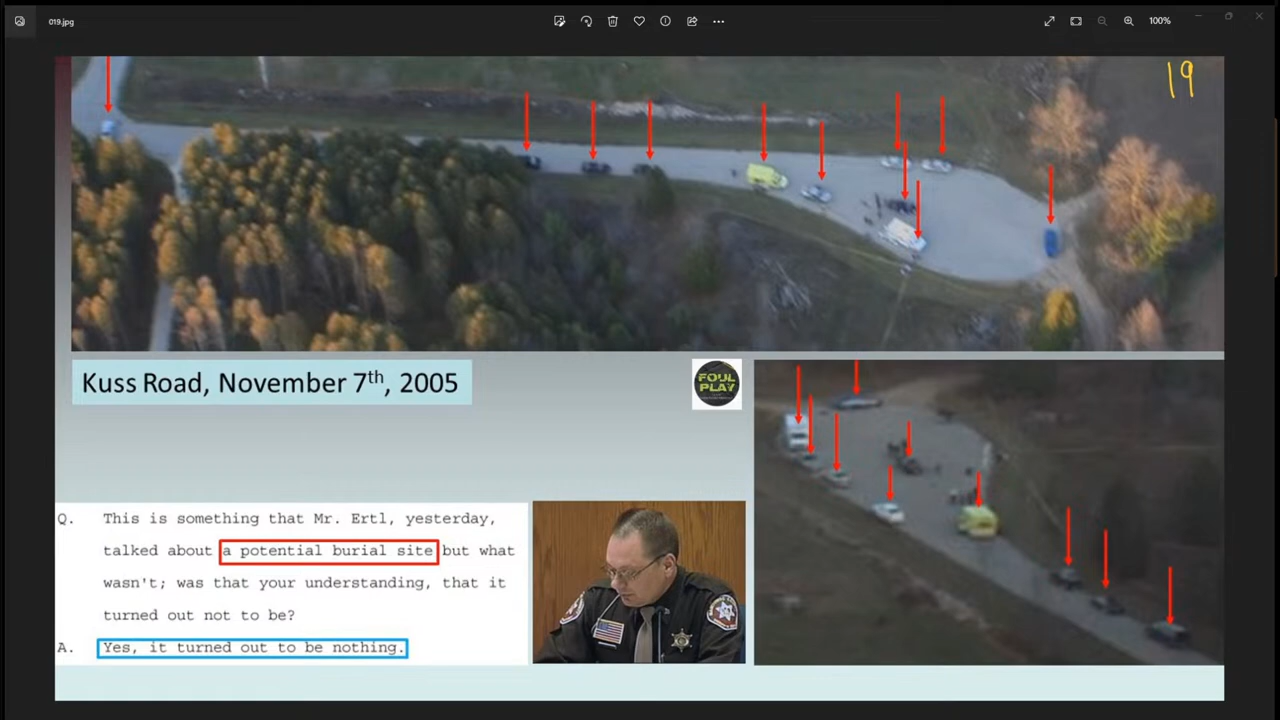 019.jpg
100%
19
Kuss Road, November 7th, 2005
FOUL
PLAY
Q. This is something that Mr. Ertl, yesterday,
talked about a potential burial site but what
wasn't; was that your understanding, that it
turned out not to be?
A. Yes, it turned out to be nothing.